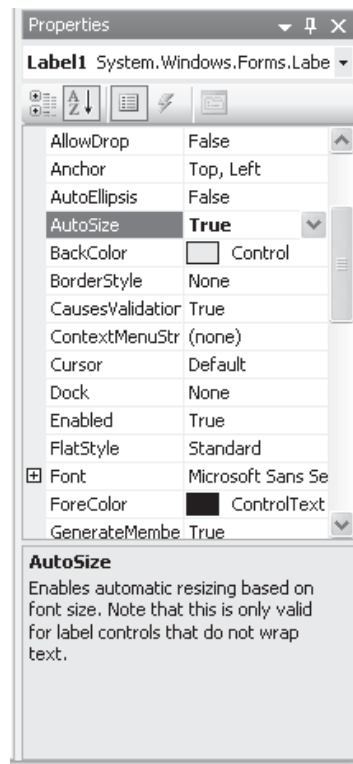 Properties
Label1 System.Windows.Forms.Labe
A
Z
AllowDrop False
Anchor Top, Left
AutoEllipsis False
AutoSize True
BackColor Control
BorderStyle None
CausesValidation True
ContextMenuStr (none)
Cursor Default
Dock None
Enabled True
FlatStyle Standard
Font Microsoft Sans Se
ForeColor ControlText
GenerateMembe True
AutoSize
Enables automatic resizing based on
font size. Note that this is only valid
for label controls that do not wrap
text.